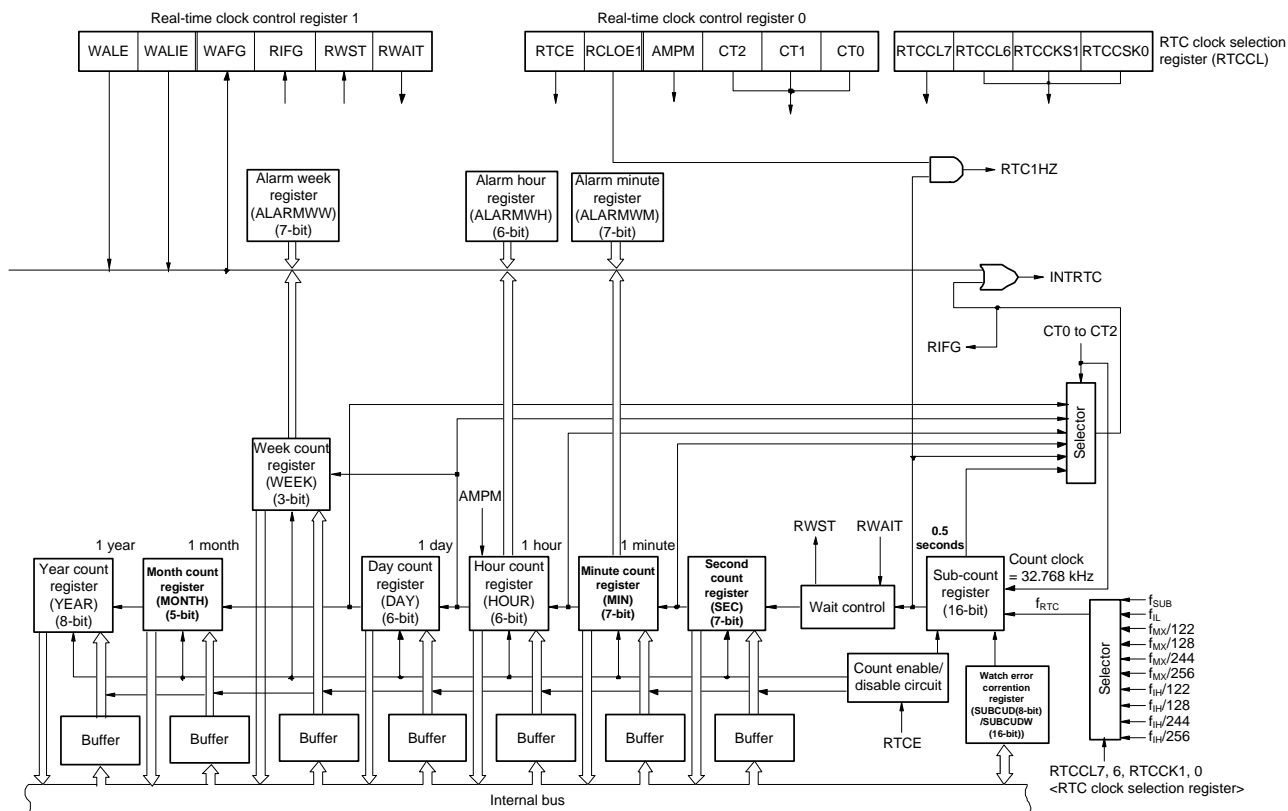 Real-time clock control register 1
Real-time clock control register 0
WALE WALIE WAFG RIFG RWST RWAIT
RTCE RCLOE1 AMPM CT2 CT1 CT0
RTCCL7 RTCCL6 RTCCKS1 RTCCSK0
RTC clock selection
register (RTCCL)
RTC1HZ
Alarm week
register
(ALARMWW)
(7-bit)
Alarm hour
register
(ALARMWH)
(6-bit)
Alarm minute
register
(ALARMWM)
(7-bit)
INTRTC
RIFG
CT0 to CT2
Selector
Week count
register
(WEEK)
(3-bit)
AMPM
RWST
RWAIT
0.5
seconds
Count clock
= 32.768 kHz
1 year
1 month
1 day
1 hour
1 minute
Year count
register
(YEAR)
(8-bit)
Month count
register
(MONTH)
(5-bit)
Day count
register
(DAY)
(6-bit)
Hour count
register
(HOUR)
(6-bit)
Minute count
register
(MIN)
(7-bit)
Second
count
register
(SEC)
(7-bit)
Wait control
Sub-count
register
(16-bit)
fRTC
Selector
fSUB
fIL
fMX/122
fMX/128
fMX/244
fMX/256
fIH/122
fIH/128
fIH/244
fIH/256
Count enable/
disable circuit
RTCE
Watch error
corrention
register
(SUBCUD(8-bit)
/SUBCUDW
(16-bit))
Buffer Buffer Buffer Buffer Buffer Buffer Buffer
RTCCL7, 6, RTCCK1, 0
<RTC clock selection register>
Internal bus